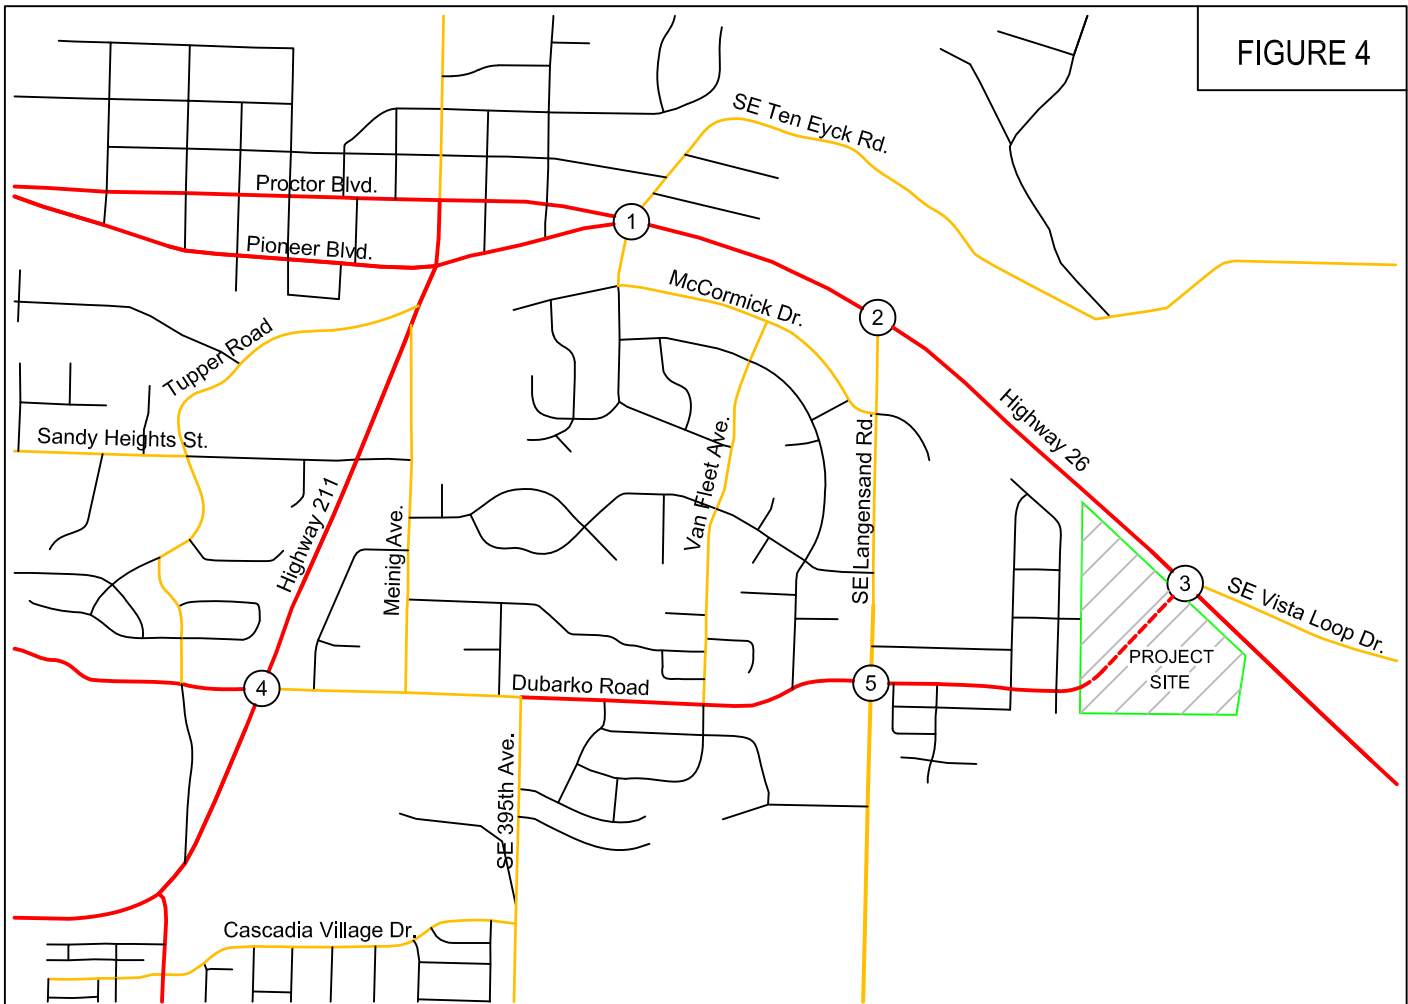 FIGURE 4
SE Ten Eyck Rd.
Proctor Blvd.
1
Pioneer Blvd.
McCormick Dr.
2
Tupper Road
Highway 26
Sandy Heights St.
Van Fleet Ave.
SE Langensand Rd.
Highway 211
Meinig Ave.
3
SE Vista Loop Dr.
PROJECT
SITE
4
Dubarko Road
5
SE 395th Ave.
Cascadia Village Dr.